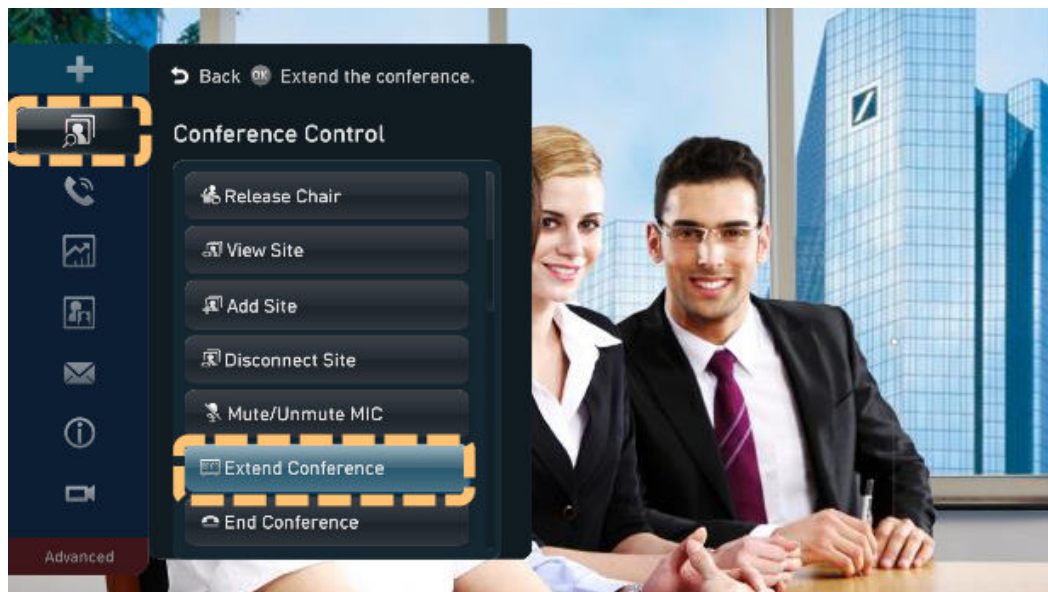 Back OK Extend the conference.
Conference Control
Release Chair
View Site
Add Site
Disconnect Site
Mute/Unmute MIC
Extend Conference
End Conference
Advanced